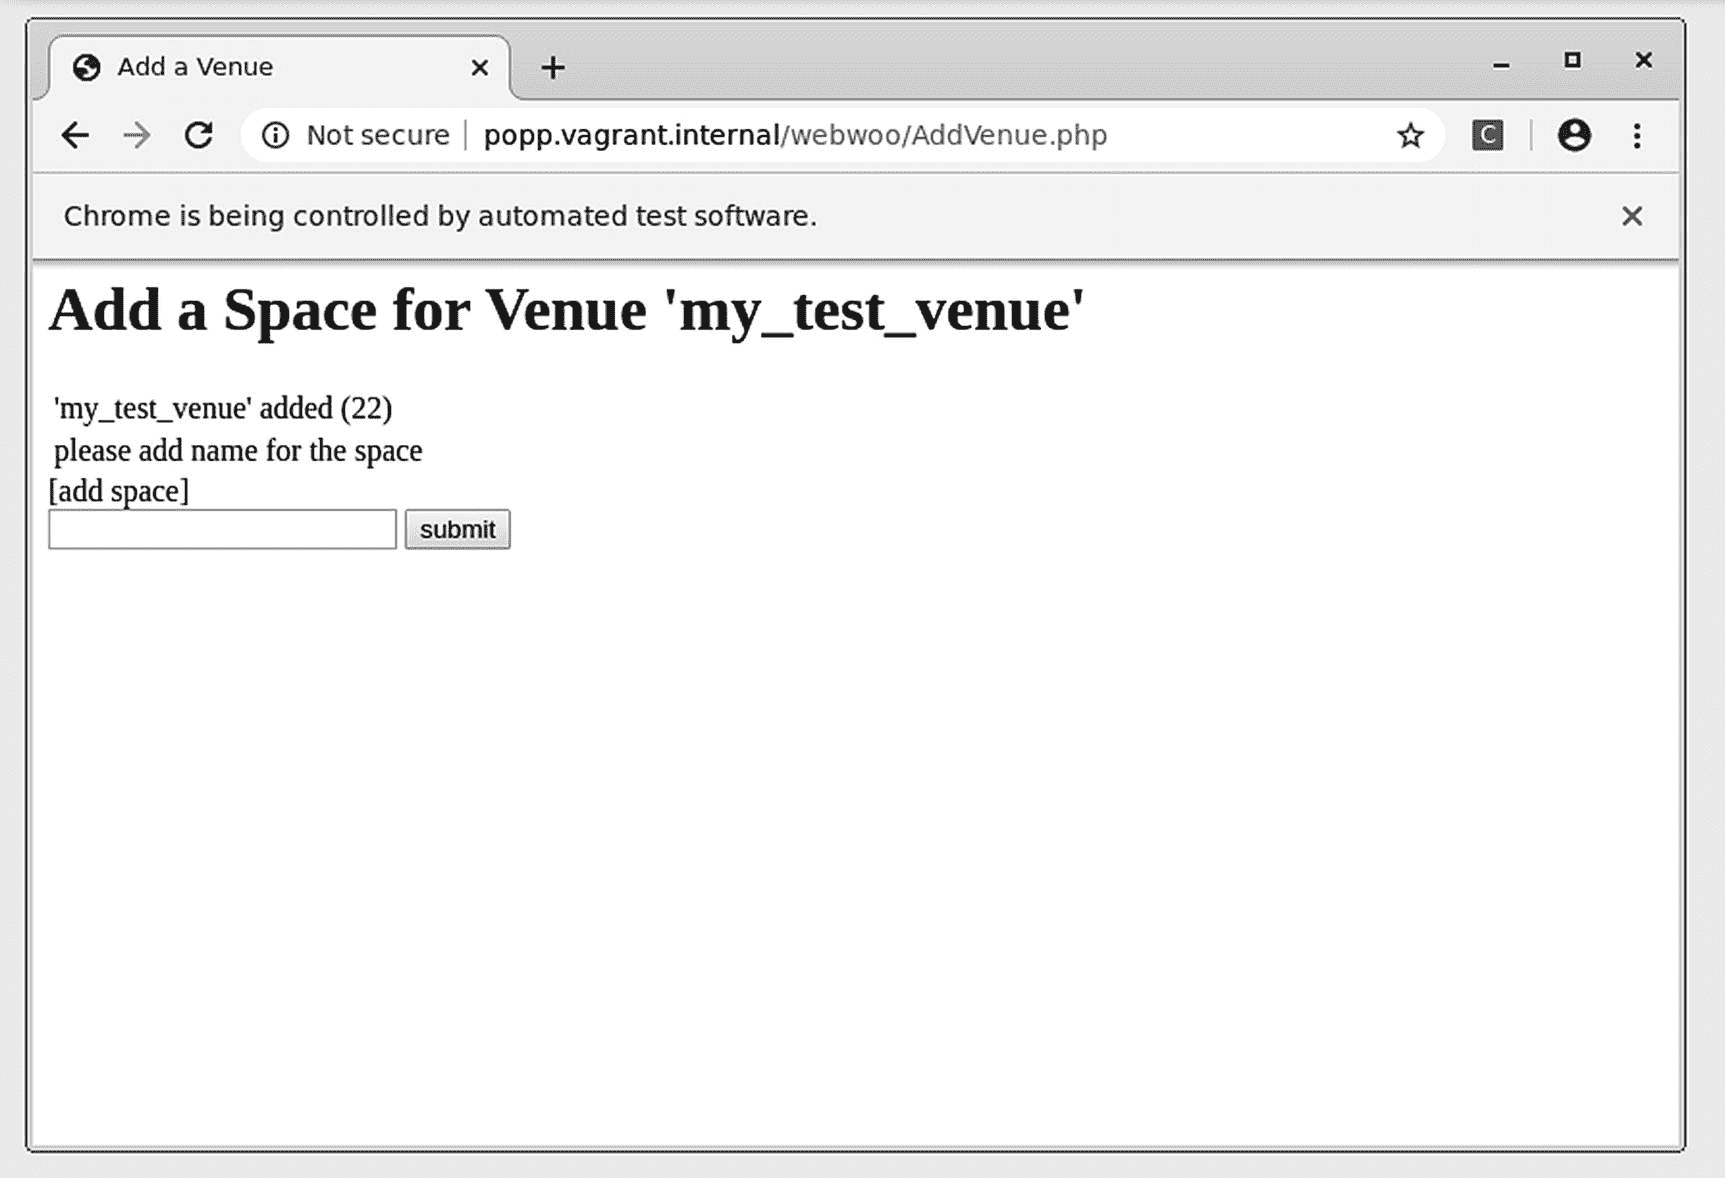 Add a Venue
Not secure popp.vagrant.internal/webwoo/AddVenue.php C
Chrome is being controlled by automated test software.
Add a Space for Venue 'my_test_venue'
'my_test_venue' added (22)
please add name for the space
[add space]
submit